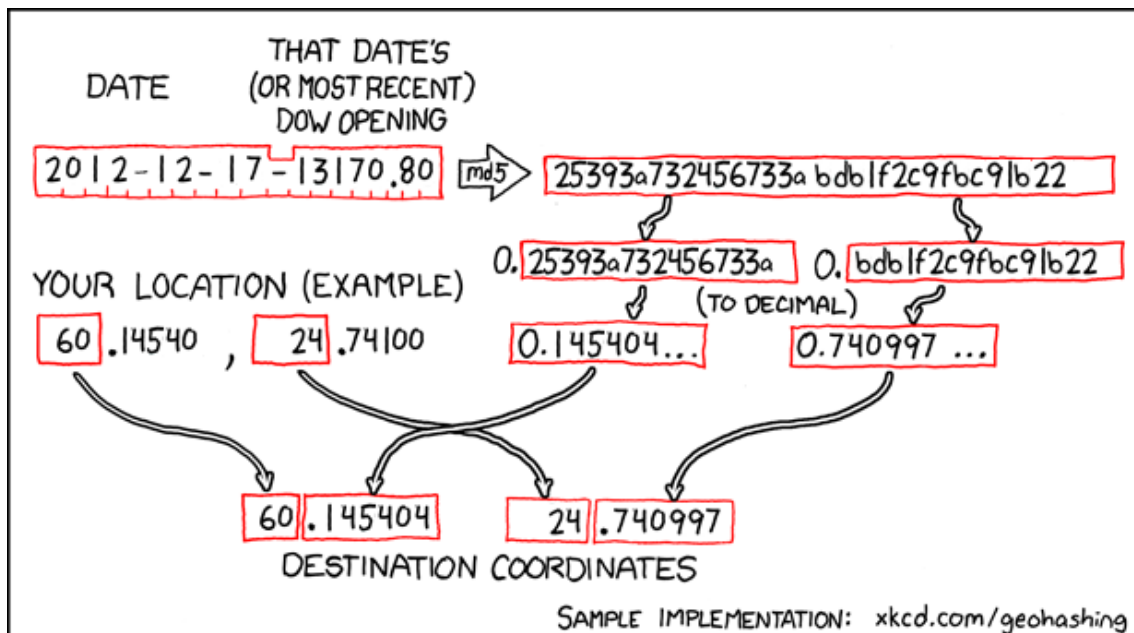 DATE
THAT DATE'S
(OR MOST RECENT)
DOW OPENING
2012-12-17-13170.80
md5
25393a732456733abdb1f2c9fbc91b22
0.25393a732456733a
0.bdb1f2c9fbc91b22
YOUR LOCATION (EXAMPLE)
(TO DECIMAL)
60.14540, 24.74100
0.145404...
0.740997...
60.145404
24.740997
DESTINATION COORDINATES
SAMPLE IMPLEMENTATION: xkcd.com/geohashing